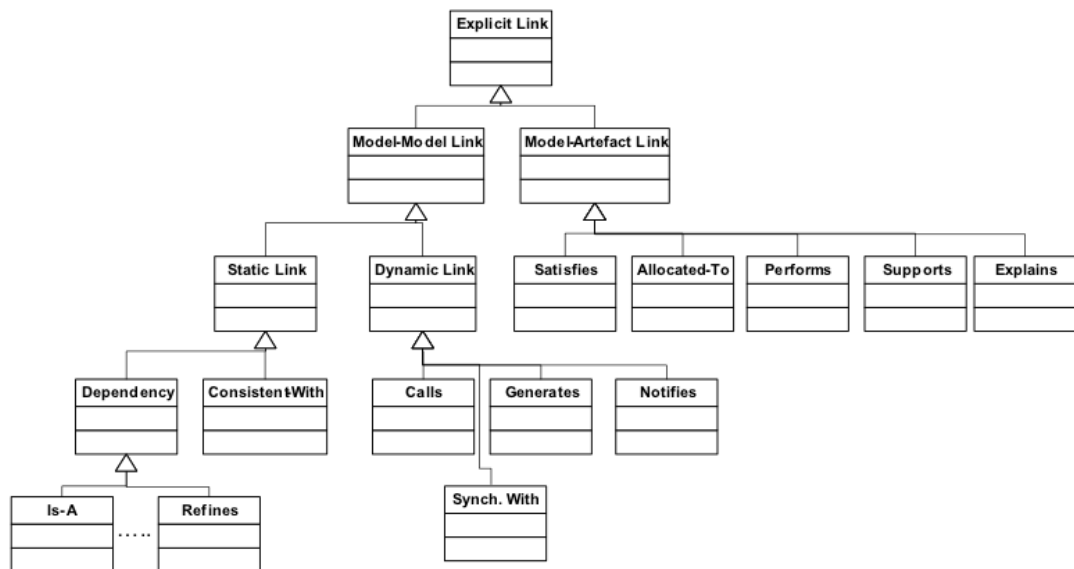 Explicit Link
Model-Model Link
Model-Artefact Link
Static Link
Dynamic Link
Satisfies
Allocated-To
Performs
Supports
Explains
Dependency
Consistent-With
Calls
Generates
Notifies
Is-A
.....
Refines
Synch. With